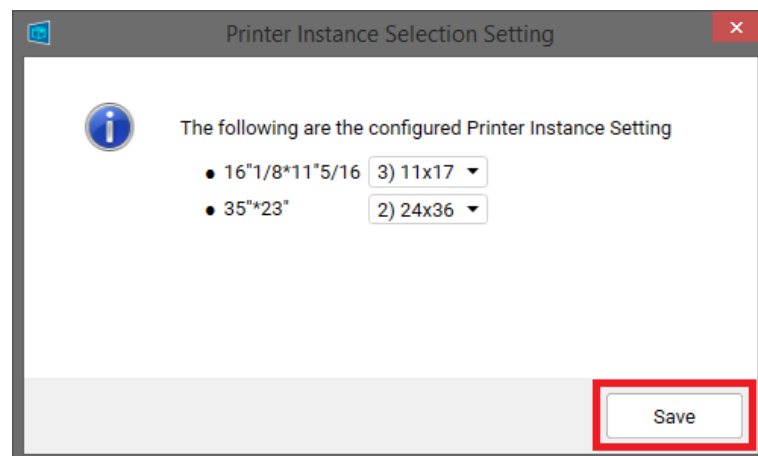 Printer Instance Selection Setting
The following are the configured Printer Instance Setting
• 16"1/8*11"5/16 3) 11x17
• 35"*23" 2) 24x36
Save